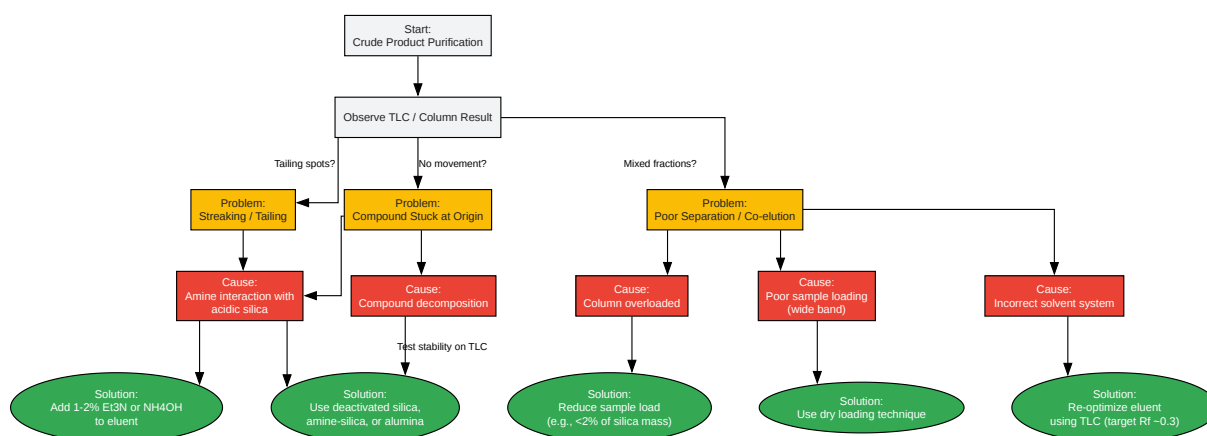 Start:
Crude Product Purification
Observe TLC / Column Result
Tailing spots?
No movement?
Mixed fractions?
Problem:
Streaking / Tailing
Problem:
Compound Stuck at Origin
Problem:
Poor Separation / Co-elution
Cause:
Amine interaction with
acidic silica
Cause:
Compound decomposition
Cause:
Column overloaded
Cause:
Poor sample loading
(wide band)
Cause:
Incorrect solvent system
Test stability on TLC
Solution:
Add 1-2% Et3N or NH4OH
to eluent
Solution:
Use deactivated silica,
amine-silica, or alumina
Solution:
Reduce sample load
(e.g., <2% of silica mass)
Solution:
Use dry loading technique
Solution:
Re-optimize eluent
using TLC (target Rf ~0.3)